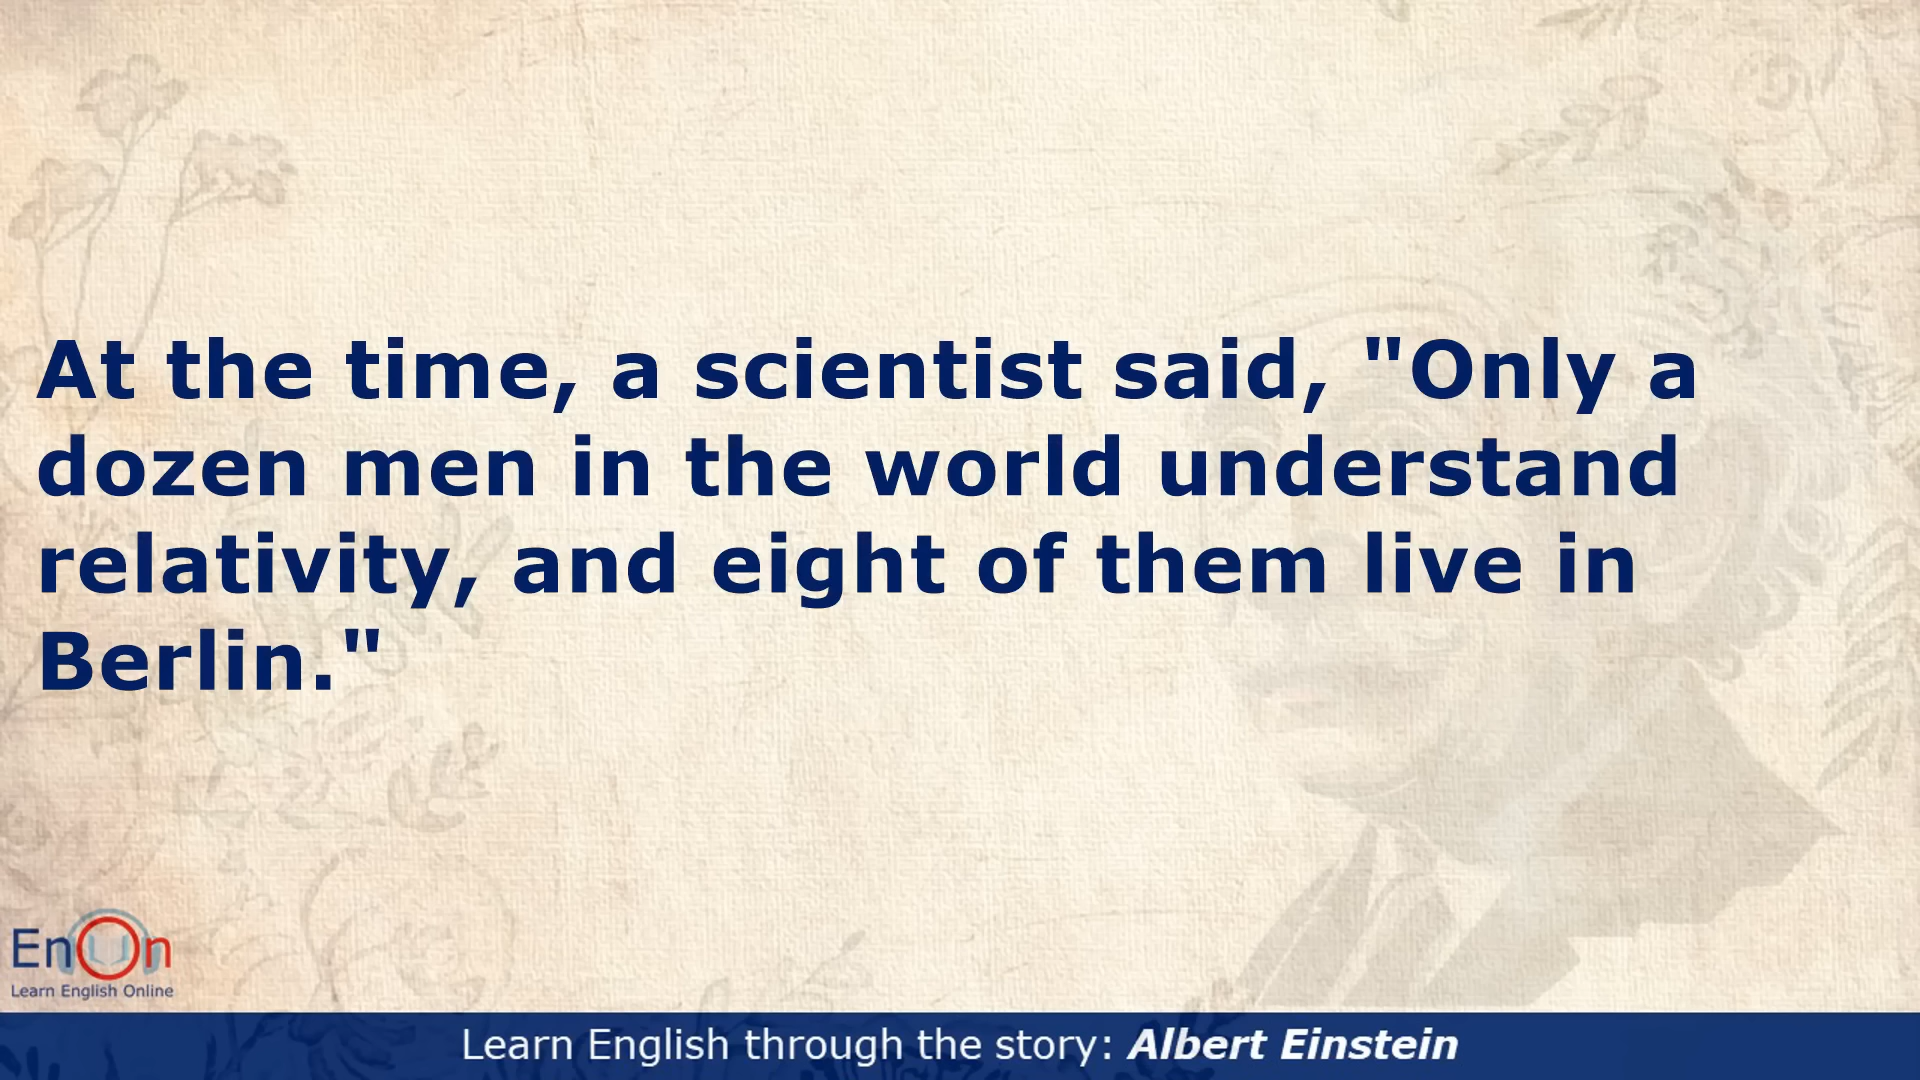 At the time, a scientist said, "Only a
dozen men in the world understand
relativity, and eight of them live in
Berlin."
EnOn
Learn English Online
Learn English through the story: Albert Einstein